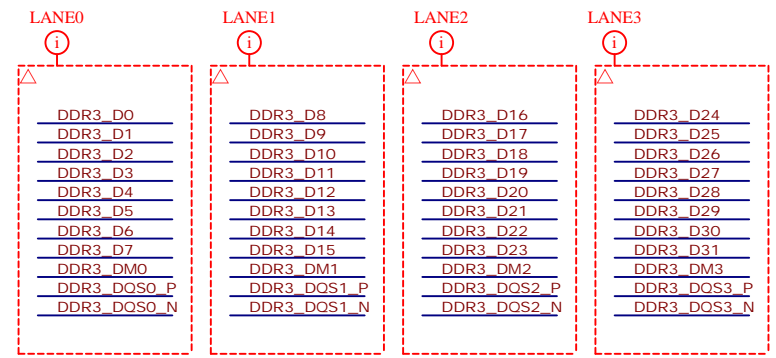 LANE0
i
DDR3_D0
DDR3_D1
DDR3_D2
DDR3_D3
DDR3_D4
DDR3_D5
DDR3_D6
DDR3_D7
DDR3_DM0
DDR3_DQS0_P
DDR3_DQS0_N
LANE1
i
DDR3_D8
DDR3_D9
DDR3_D10
DDR3_D11
DDR3_D12
DDR3_D13
DDR3_D14
DDR3_D15
DDR3_DM1
DDR3_DQS1_P
DDR3_DQS1_N
LANE2
i
DDR3_D16
DDR3_D17
DDR3_D18
DDR3_D19
DDR3_D20
DDR3_D21
DDR3_D22
DDR3_D23
DDR3_DM2
DDR3_DQS2_P
DDR3_DQS2_N
LANE3
i
DDR3_D24
DDR3_D25
DDR3_D26
DDR3_D27
DDR3_D28
DDR3_D29
DDR3_D30
DDR3_D31
DDR3_DM3
DDR3_DQS3_P
DDR3_DQS3_N